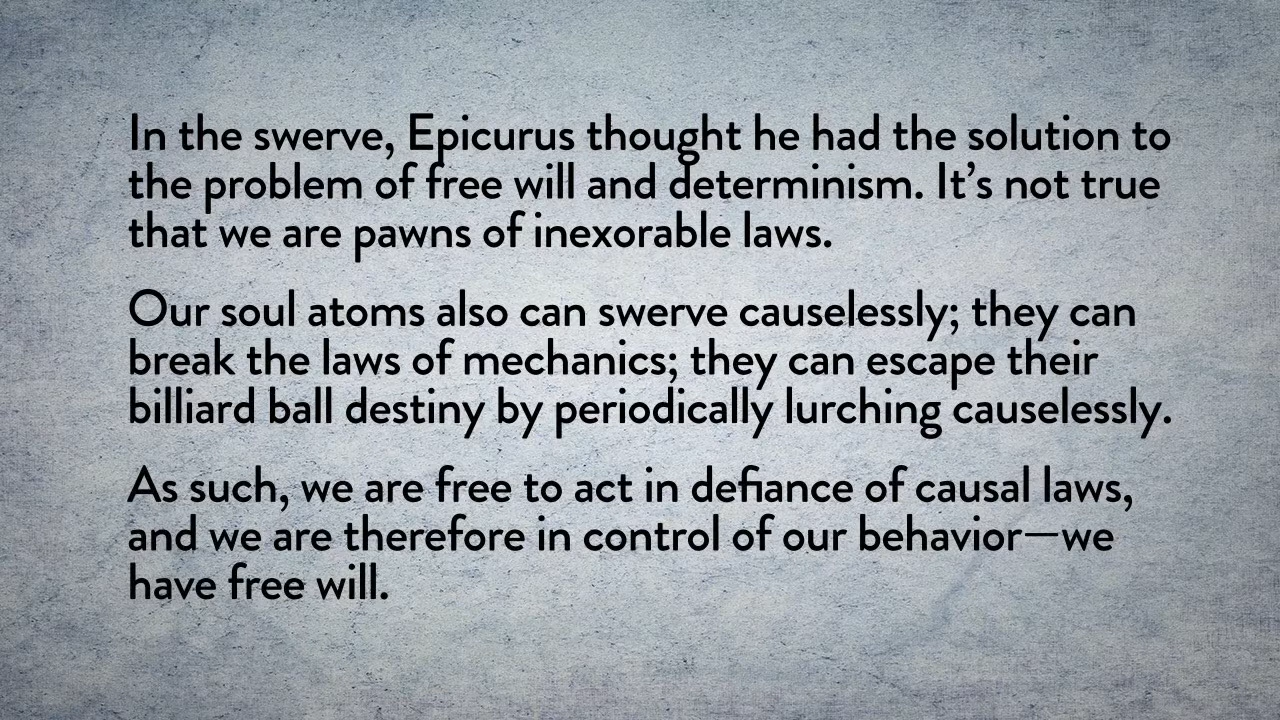 In the swerve, Epicurus thought he had the solution to
the problem of free will and determinism. It’s not true
that we are pawns of inexorable laws.
Our soul atoms also can swerve causelessly; they can
break the laws of mechanics; they can escape their
billiard ball destiny by periodically lurching causelessly.
As such, we are free to act in defiance of causal laws,
and we are therefore in control of our behavior—we
have free will.